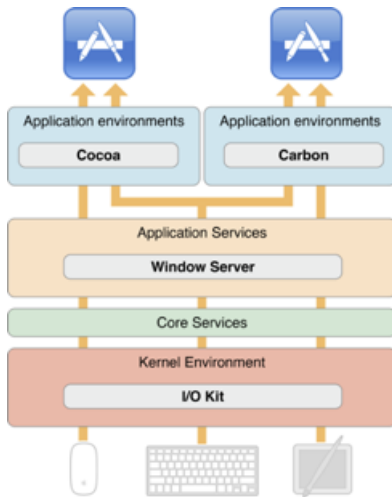 Application environments
Cocoa
Application environments
Carbon
Application Services
Window Server
Core Services
Kernel Environment
I/O Kit